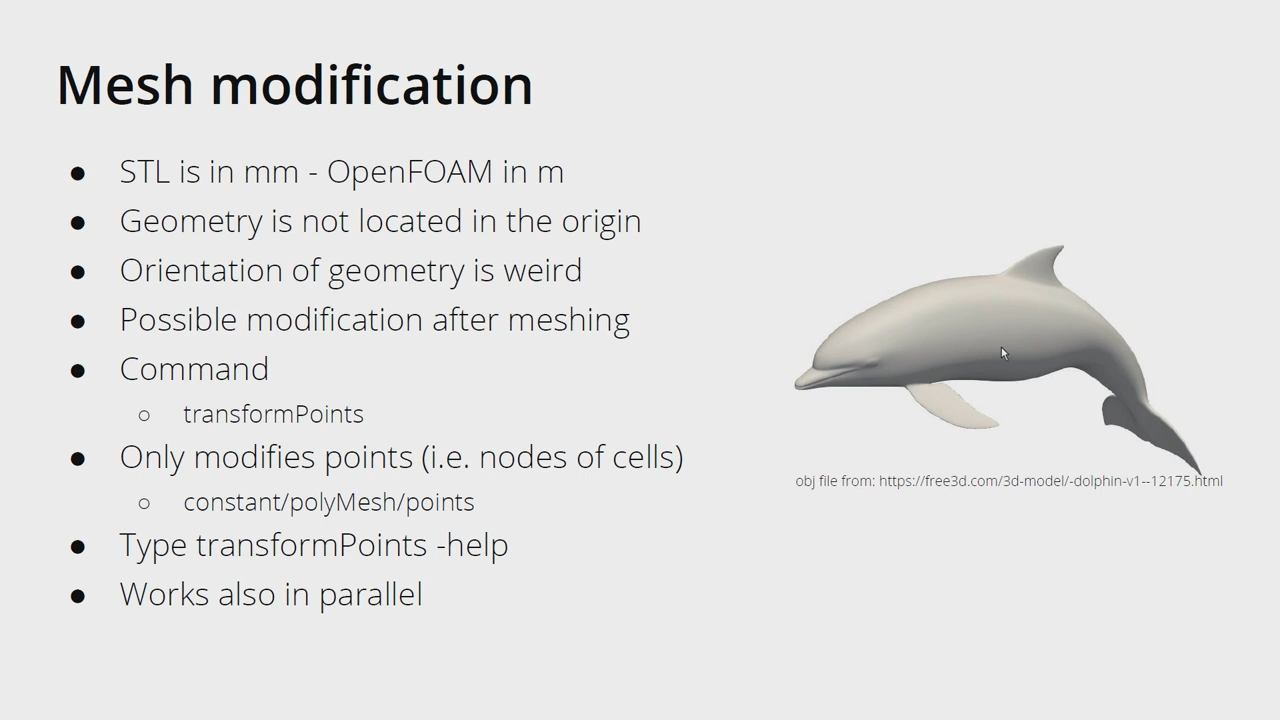 Mesh modification
● STL is in mm - OpenFOAM in m
● Geometry is not located in the origin
● Orientation of geometry is weird
● Possible modification after meshing
● Command
○ transformPoints
● Only modifies points (i.e. nodes of cells)
○ constant/polyMesh/points
● Type transformPoints -help
● Works also in parallel
obj file from: https://free3d.com/3d-model/-dolphin-v1--12175.html